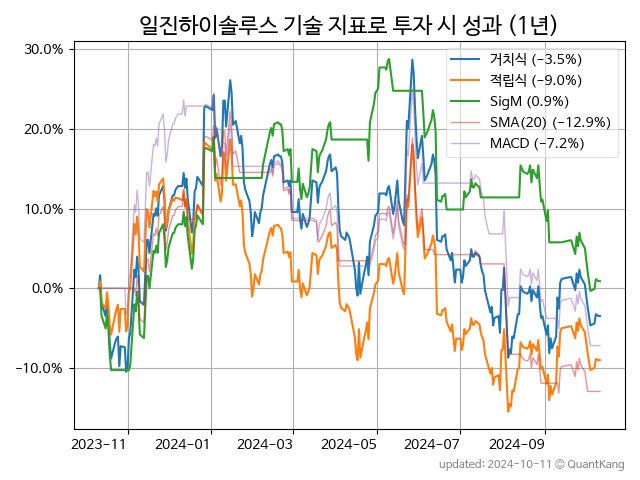 일진하이솔루스 기술 지표로 투자 시 성과 (1년)
30.0%
20.0%
10.0%
0.0%
−10.0%
거치식 (−3.5%)
적립식 (−9.0%)
SigM (0.9%)
SMA(20) (−12.9%)
MACD (−7.2%)
2023-11 2024-01 2024-03 2024-05 2024-07 2024-09
updated: 2024-10-11 © QuantKang